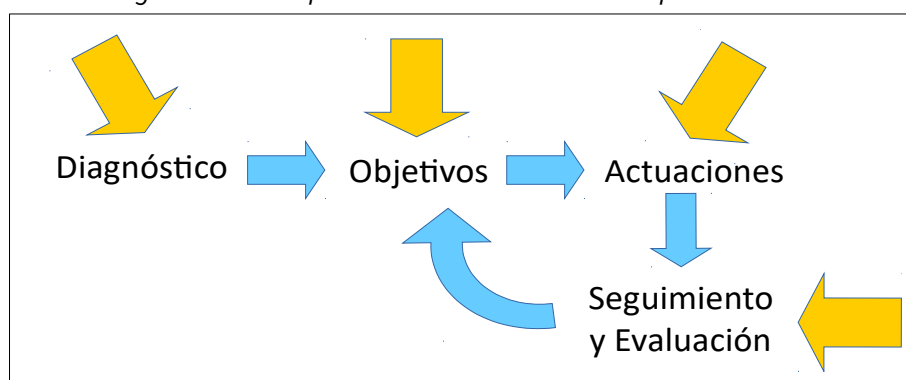 Diagnóstico
Objetivos
Actuaciones
Seguimiento
y Evaluación